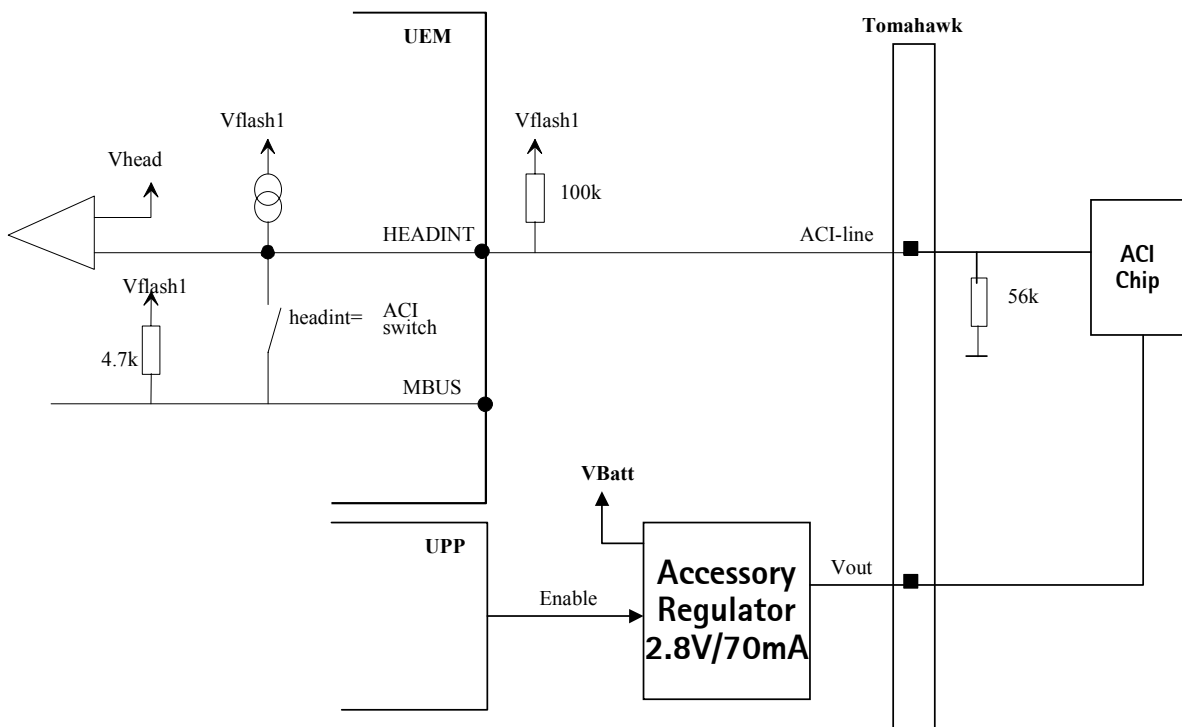 UEM
Tomahawk
Vflash1
Vflash1
Vhead
100k
HEADINT
ACI-line
ACI
Chip
Vflash1
headint=
ACI
switch
56k
4.7k
MBUS
VBatt
UPP
Accessory
Regulator
2.8V/70mA
Vout
Enable